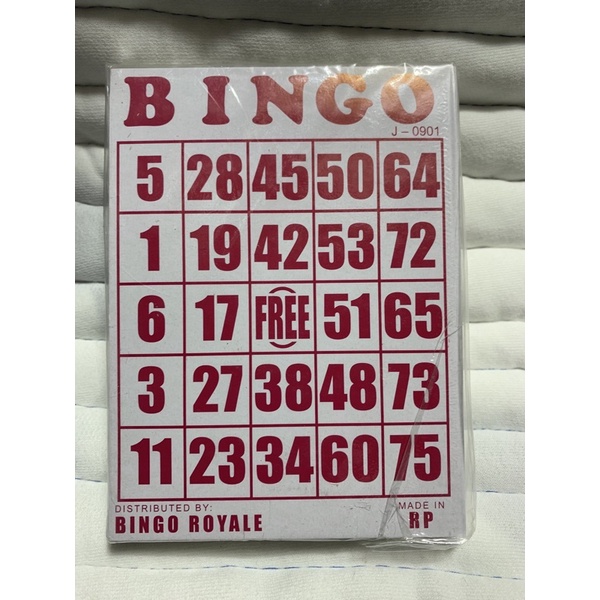 BINGO
J – 0901
5 28 45 50 64
1 19 42 53 72
6 17 FREE 51 65
3 27 38 48 73
11 23 34 60 75
DISTRIBUTED BY: MADE IN
BINGO ROYALE RP